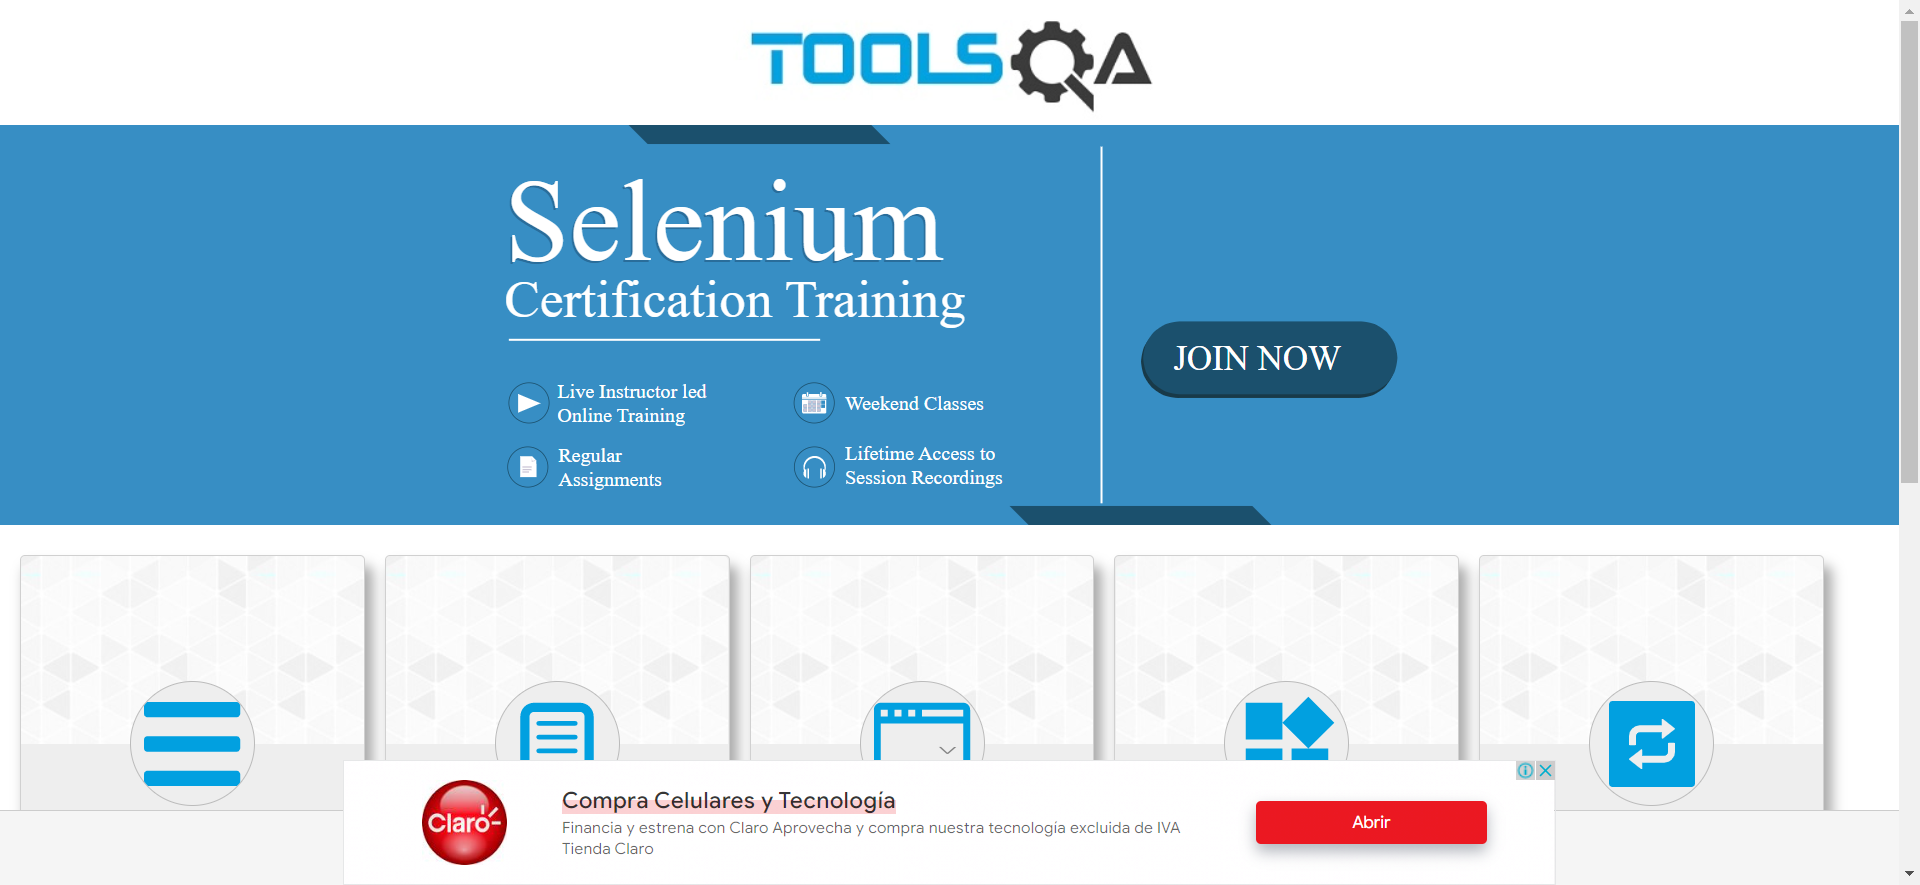 TOOLSQA
Selenium
Certification Training
Live Instructor led
Online Training
Weekend Classes
Regular
Assignments
Lifetime Access to
Session Recordings
JOIN NOW
Claro
Compra Celulares y Tecnología
Financia y estrena con Claro Aprovecha y compra nuestra tecnología excluida de IVA
Tienda Claro
Abrir